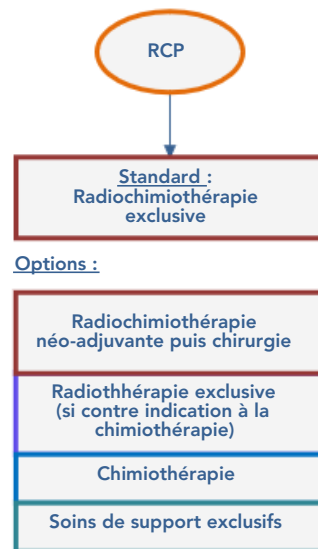 RCP
Standard :
Radiochimiothérapie
exclusive
Options :
Radiochimiothérapie
néo-adjuvante puis chirurgie
Radiothhérapie exclusive
(si contre indication à la
chimiothérapie)
Chimiothérapie
Soins de support exclusifs